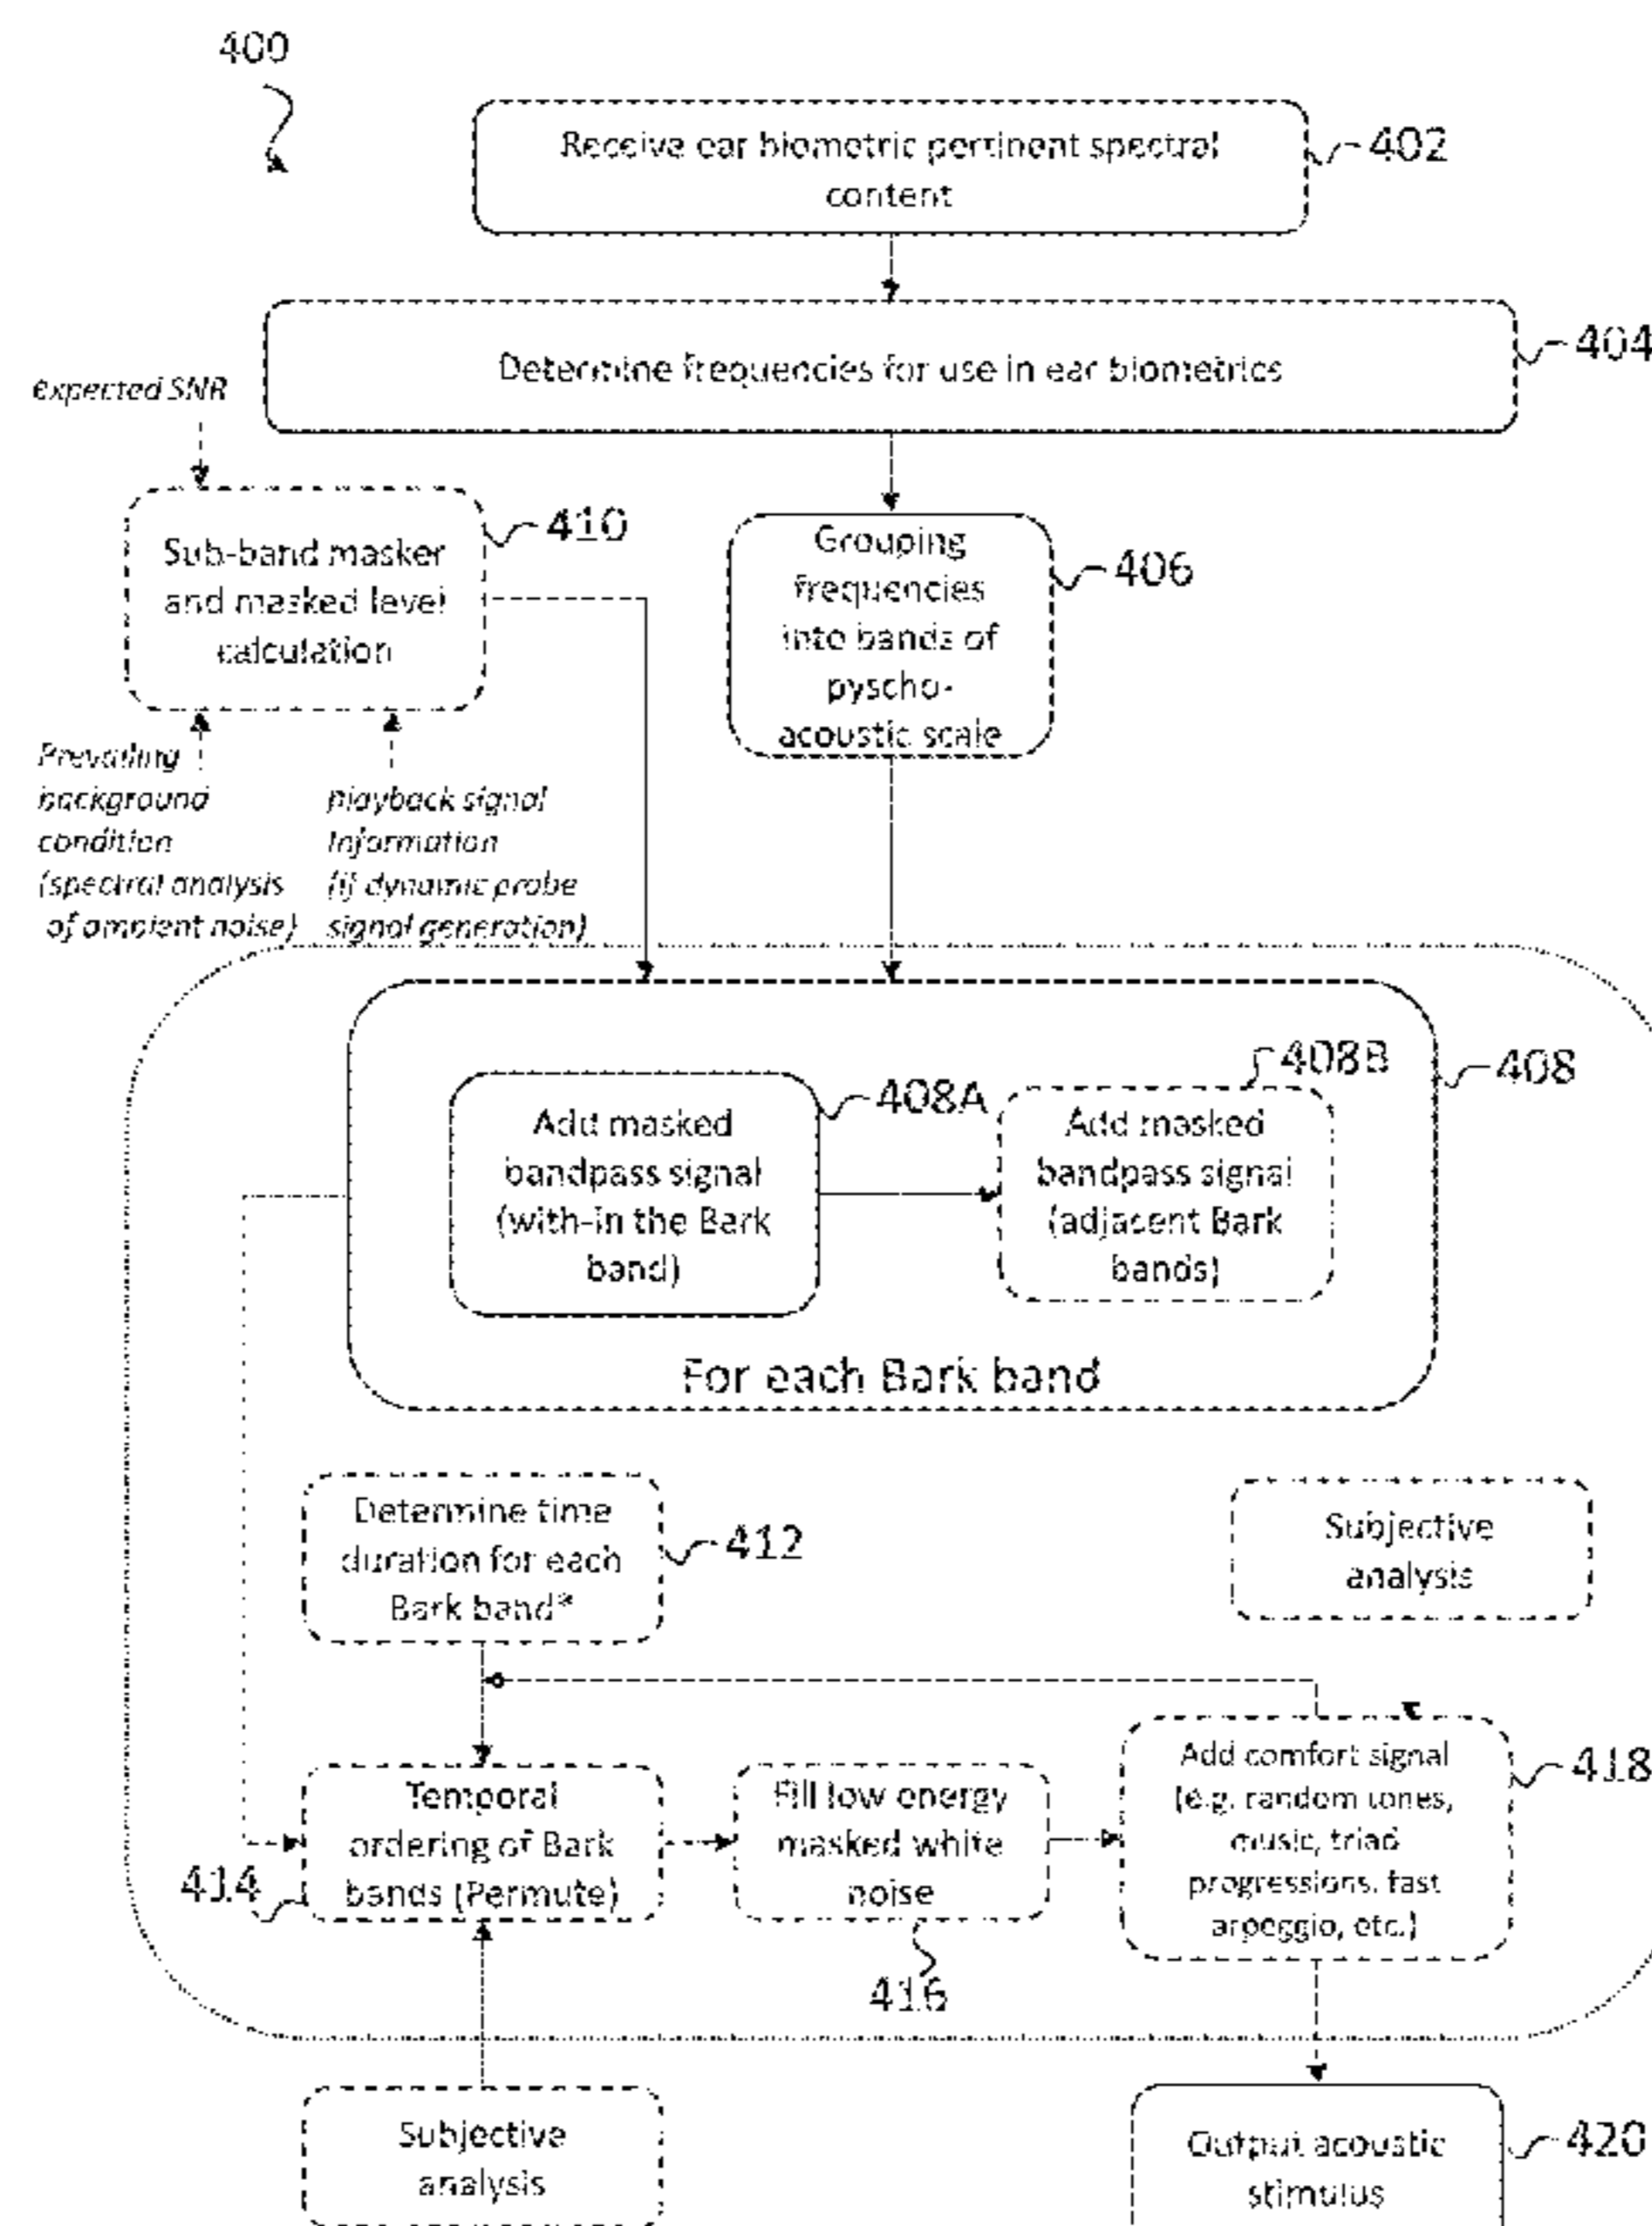 400
Receive ear biometric pertinent spectral
content
402
Determine frequencies for use in ear biometrics
404
expected SNR
Sub-band masker
and masked level
calculation
410
Grouping
frequencies
into bands of
pyscho-
acoustic scale
406
Prevailing
background
condition
(spectral analysis
of ambient noise)
playback signal
Information
(if dynamic probe
signal generation)
408
Add masked
bandpass signal
(with-in the Bark
band)
408A
Add masked
bandpass signal
(adjacent Bark
bands)
408B
For each Bark band
Determine time
duration for each
Bark band*
412
Subjective
analysis
Temporal
ordering of Bark
bands (Permute)
414
Fill low energy
masked white
noise
416
Add comfort signal
(e.g. random tones,
music, triad
progressions, fast
arpeggio, etc.)
418
Subjective
analysis
Output acoustic
stimulus
420